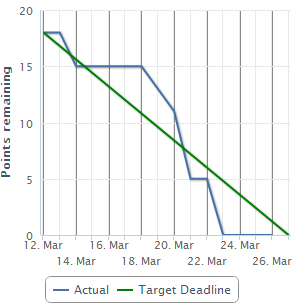 20
15
10
5
0
Points remaining
12. Mar 16. Mar 20. Mar 24. Mar
14. Mar 18. Mar 22. Mar 26. Mar
Actual Target Deadline